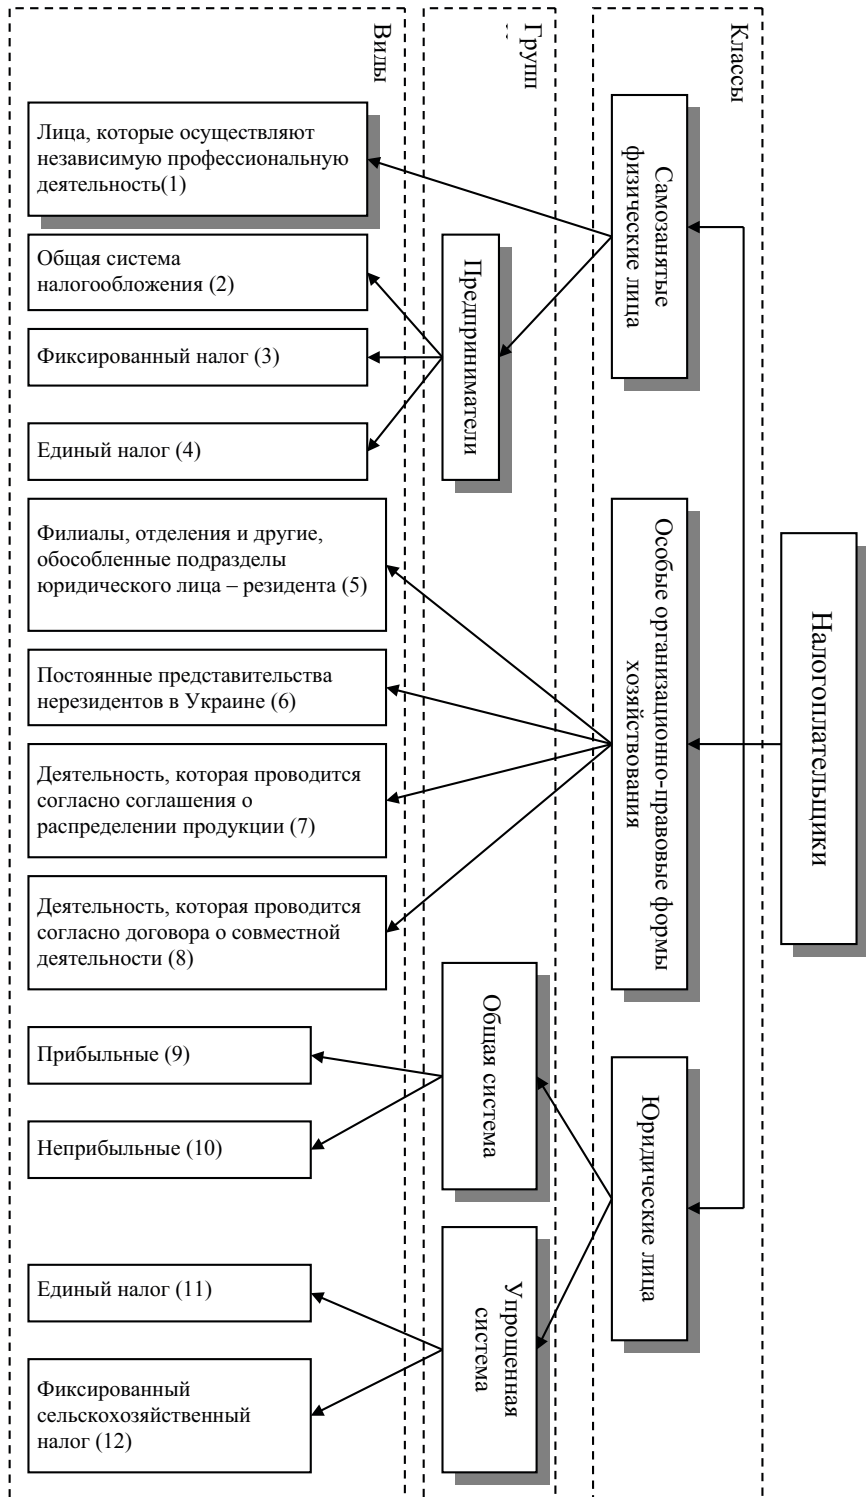 Налогоплательщики
Классы
Самозанятые
физические лица
Особые организационно-правовые формы
хозяйствования
Юридические лица
Групп
Предприниматели
Общая система
Упрощенная
система
Виды
Лица, которые осуществляют
независимую профессиональную
деятельность(1)
Общая система
налогообложения (2)
Фиксированный налог (3)
Единый налог (4)
Филиалы, отделения и другие,
обособленные подразделы
юридического лица – резидента (5)
Постоянные представительства
нерезидентов в Украине (6)
Деятельность, которая проводится
согласно соглашения о
распределении продукции (7)
Деятельность, которая проводится
согласно договора о совместной
деятельности (8)
Прибыльные (9)
Неприбыльные (10)
Единый налог (11)
Фиксированный
сельскохозяйственный
налог (12)